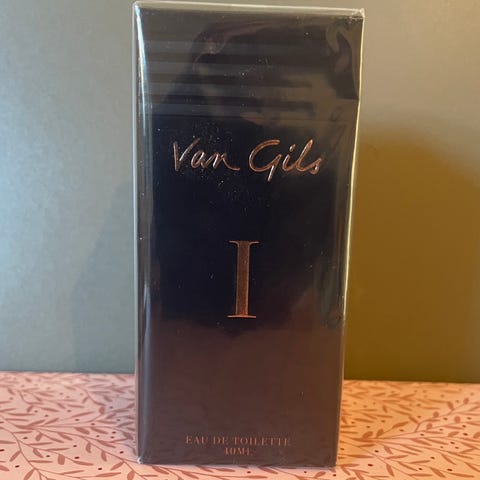 Van Gils
I
EAU DE TOILETTE
40ML